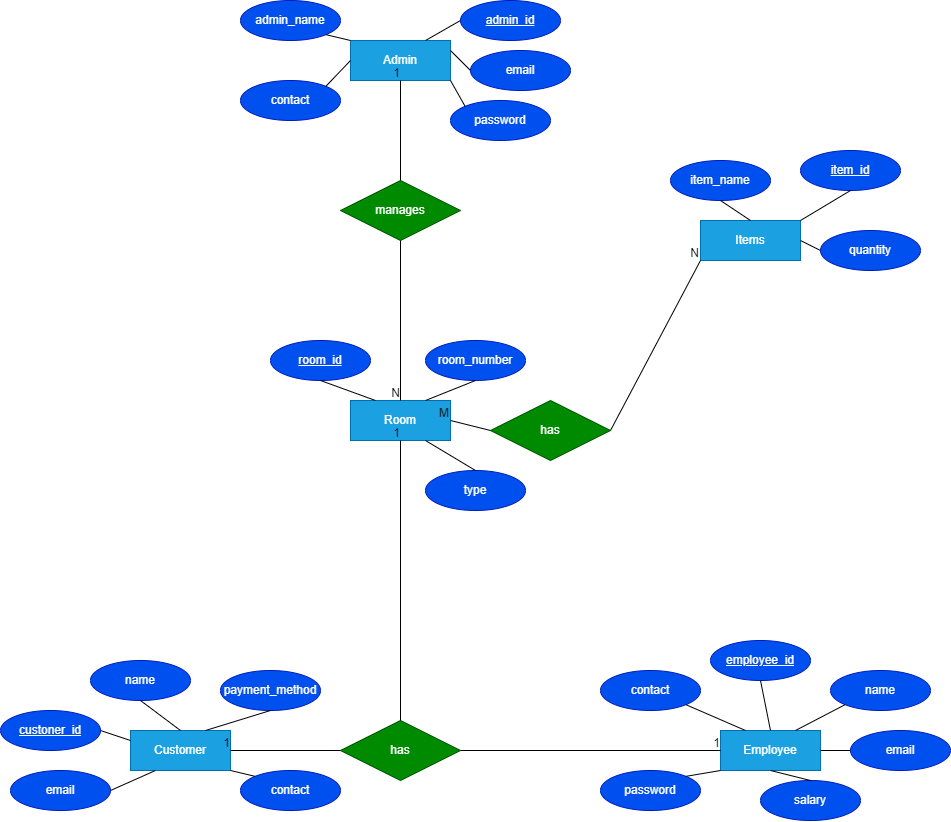 admin_name
admin_id
Admin
1
email
contact
password
manages
item_name
item_id
Items
quantity
N
room_id
room_number
N
Room
M
1
has
type
name
payment_method
custoner_id
Customer
1
email
contact
has
employee_id
contact
name
1
Employee
email
password
salary